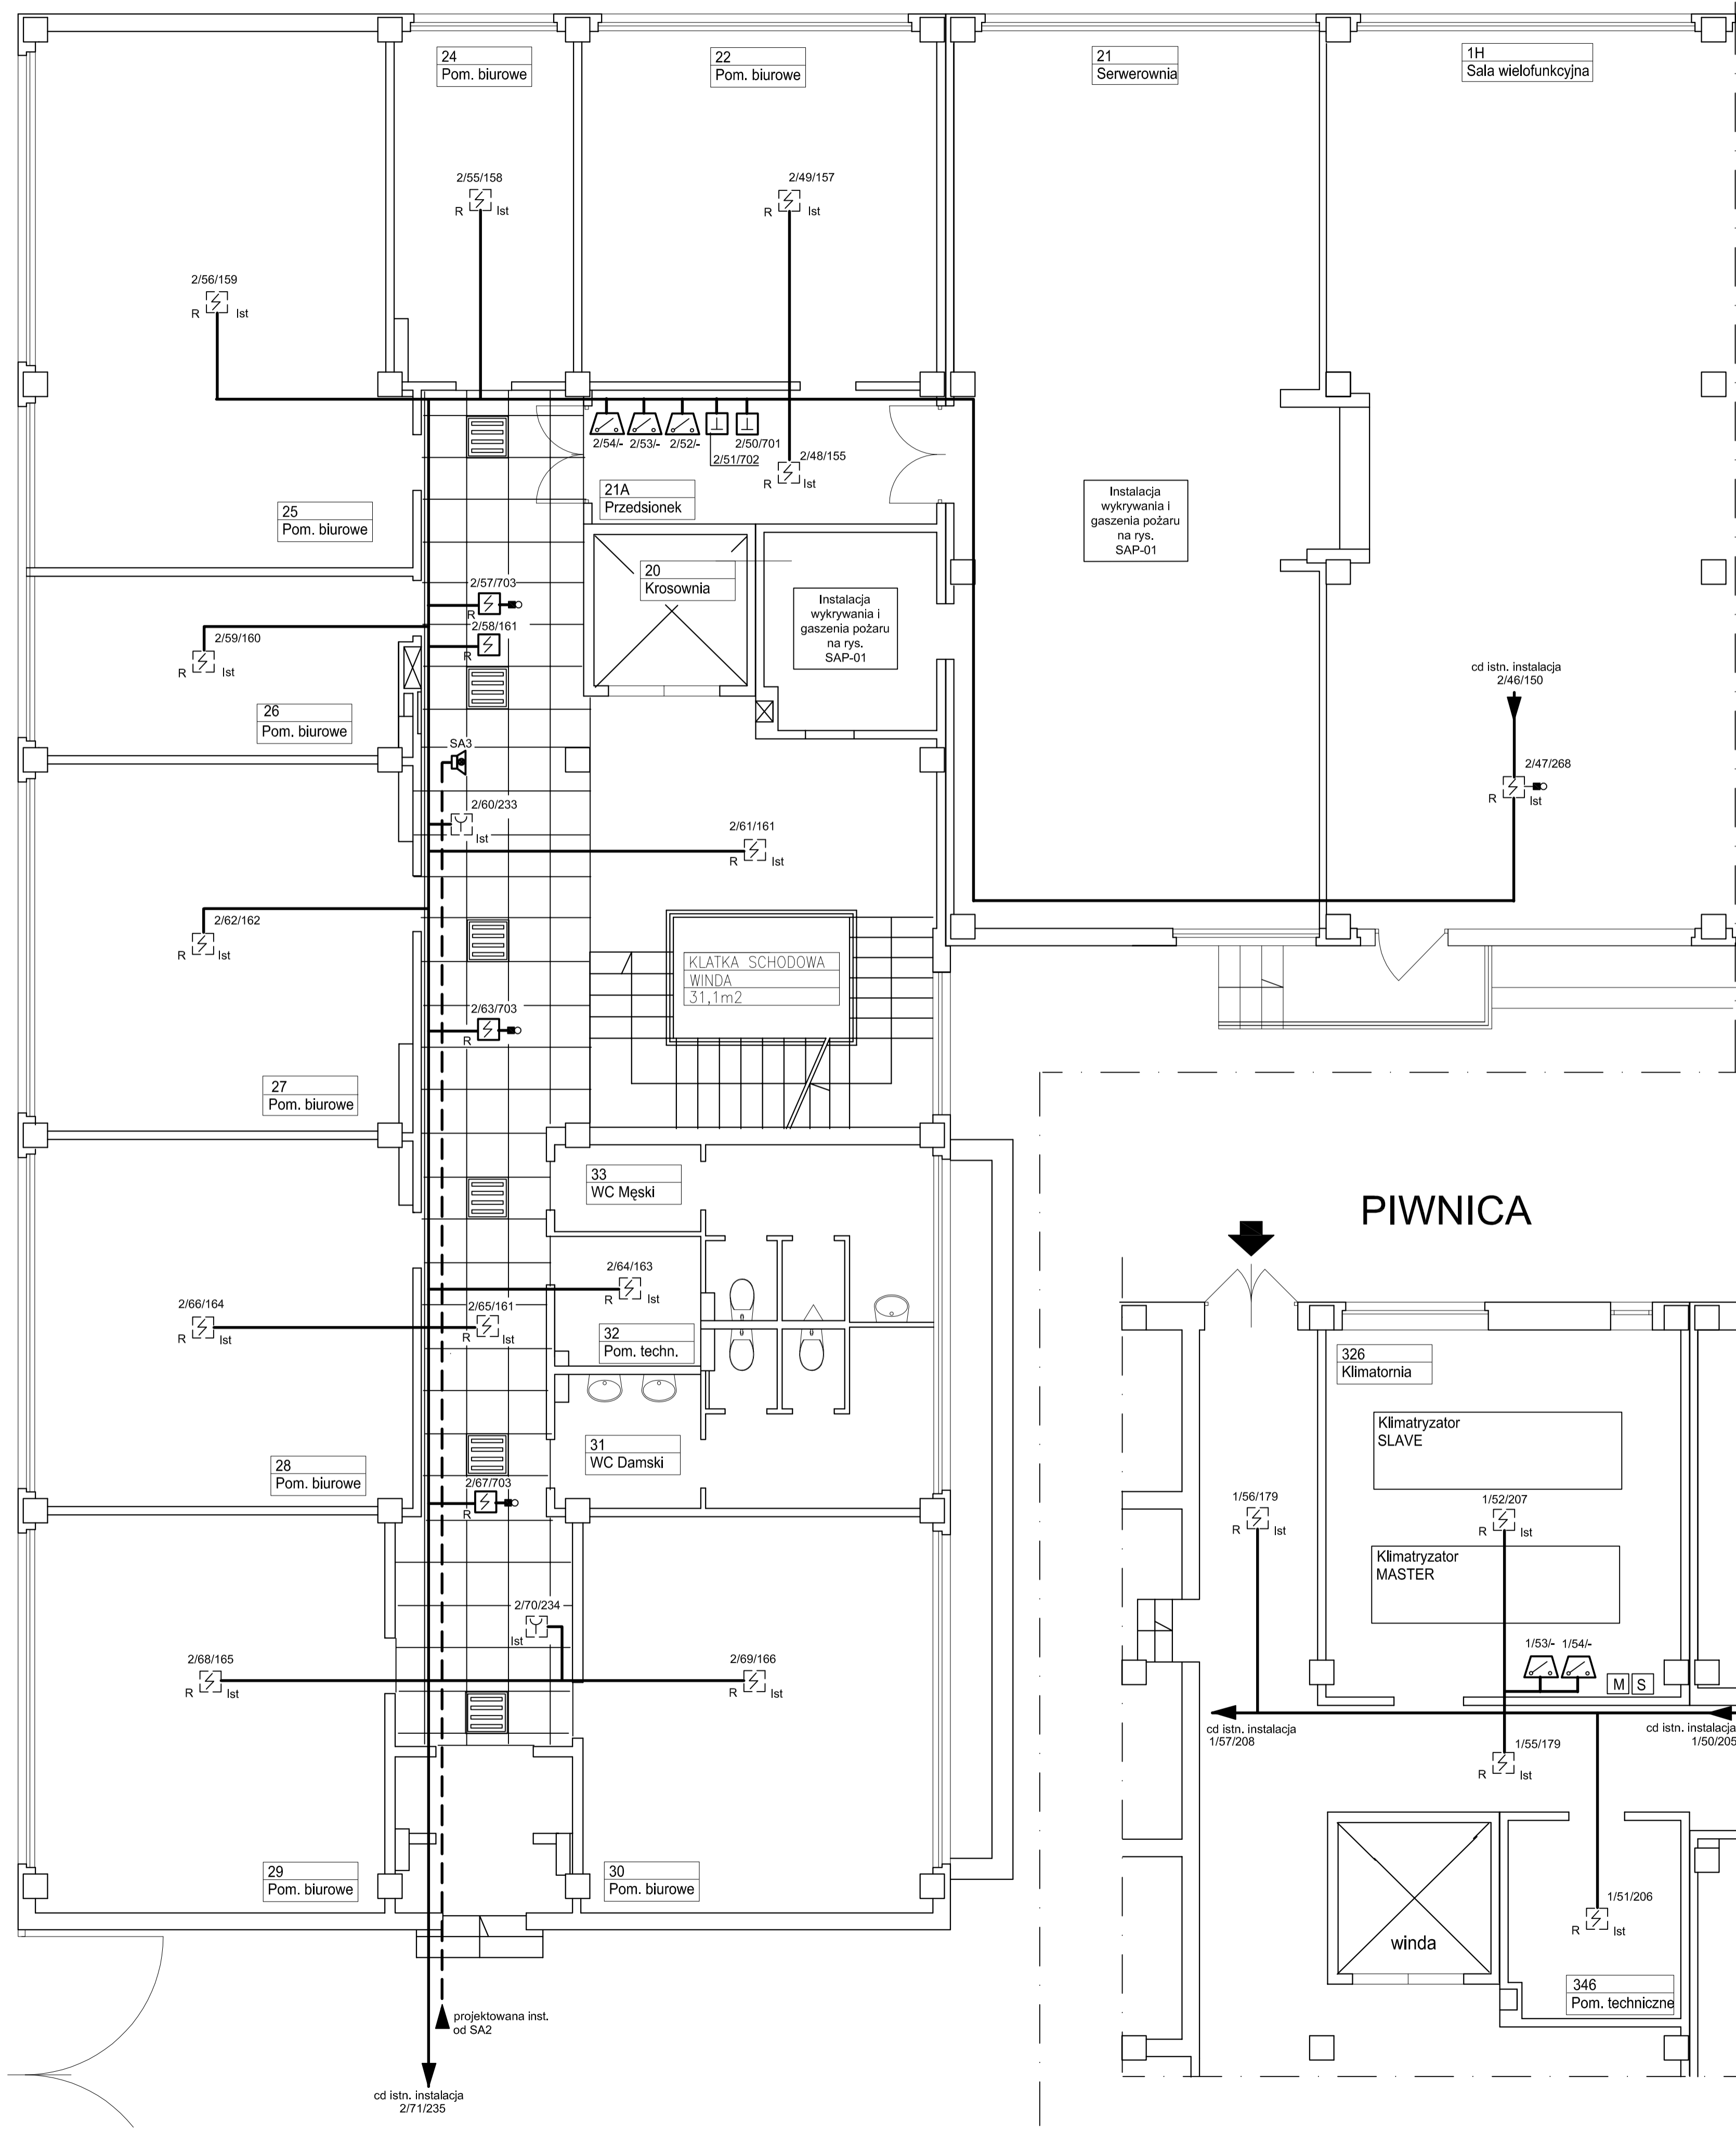 24
Pom. biurowe
22
Pom. biurowe
21
Serwerownia
1H
Sala wielofunkcyjna
2/55/158
R Ist
2/49/157
R Ist
2/56/159
R Ist
2/54/- 2/53/- 2/52/- 2/50/701
2/51/702
2/48/155
R Ist
21A
Przedsionek
25
Pom. biurowe
Instalacja
wykrywania i
gaszenia pożaru
na rys.
SAP-01
20
Krosownia
Instalacja
wykrywania i
gaszenia pożaru
na rys.
SAP-01
2/57/703
R
2/58/161
R
2/59/160
R Ist
26
Pom. biurowe
cd istn. instalacja
2/46/150
2/47/268
R Ist
SA3
2/60/233
Ist
2/61/161
R Ist
2/62/162
R Ist
KLATKA SCHODOWA
WINDA
31,1m2
2/63/703
R
27
Pom. biurowe
33
WC Męski
PIWNICA
2/64/163
R Ist
2/66/164
R Ist
2/65/161
R Ist
32
Pom. techn.
326
Klimatornia
Klimatryzator
SLAVE
31
WC Damski
28
Pom. biurowe
2/67/703
R
1/56/179
R Ist
1/52/207
R Ist
Klimatryzator
MASTER
2/70/234
Ist
2/68/165
R Ist
2/69/166
R Ist
1/53/- 1/54/-
M S
cd istn. instalacja
1/57/208
cd istn. instalacja
1/50/205
1/55/179
R Ist
29
Pom. biurowe
30
Pom. biurowe
1/51/206
R Ist
winda
346
Pom. techniczne
projektowana inst.
od SA2
cd istn. instalacja
2/71/235